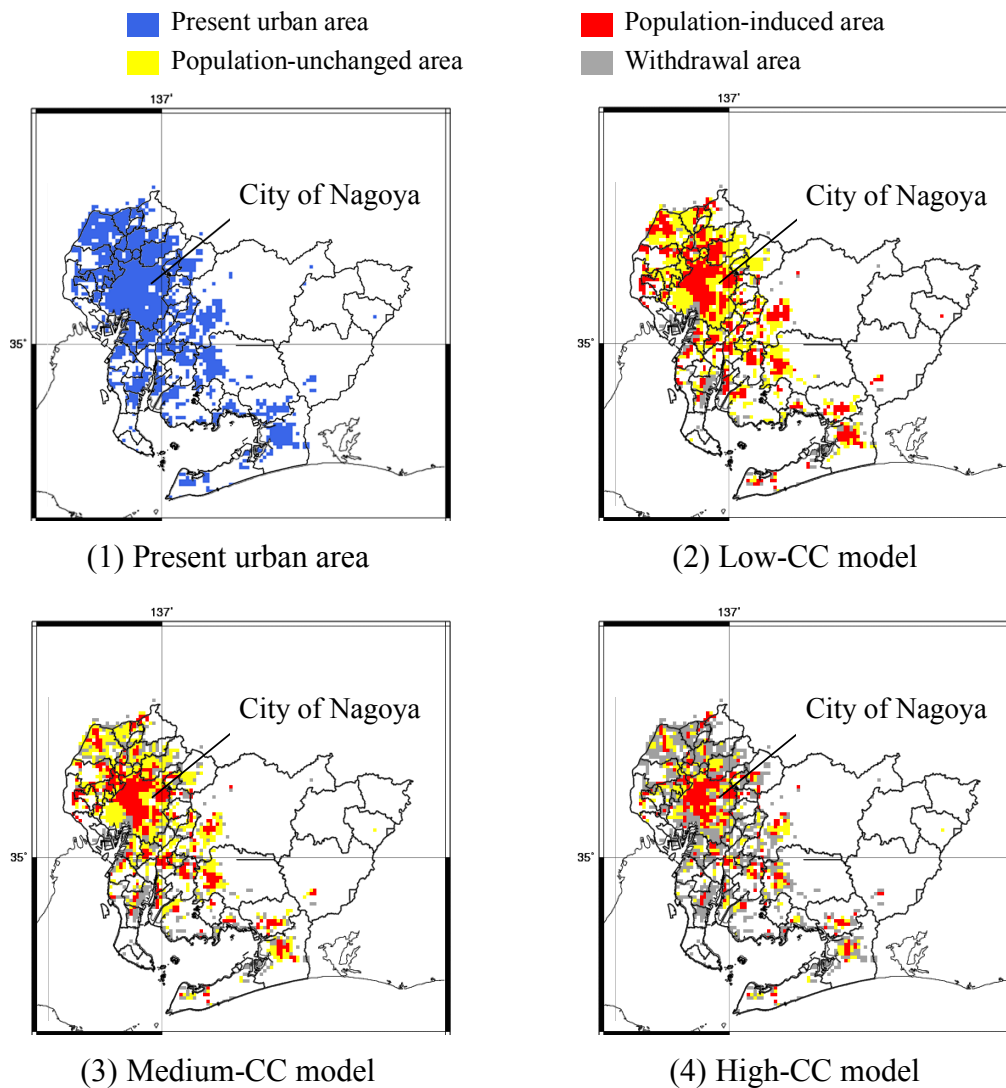 Present urban area
Population-induced area
Population-unchanged area
Withdrawal area
137°
City of Nagoya
35°
(1) Present urban area
City of Nagoya
35°
(2) Low-CC model
137°
City of Nagoya
35°
(3) Medium-CC model
137°
City of Nagoya
35°
(4) High-CC model